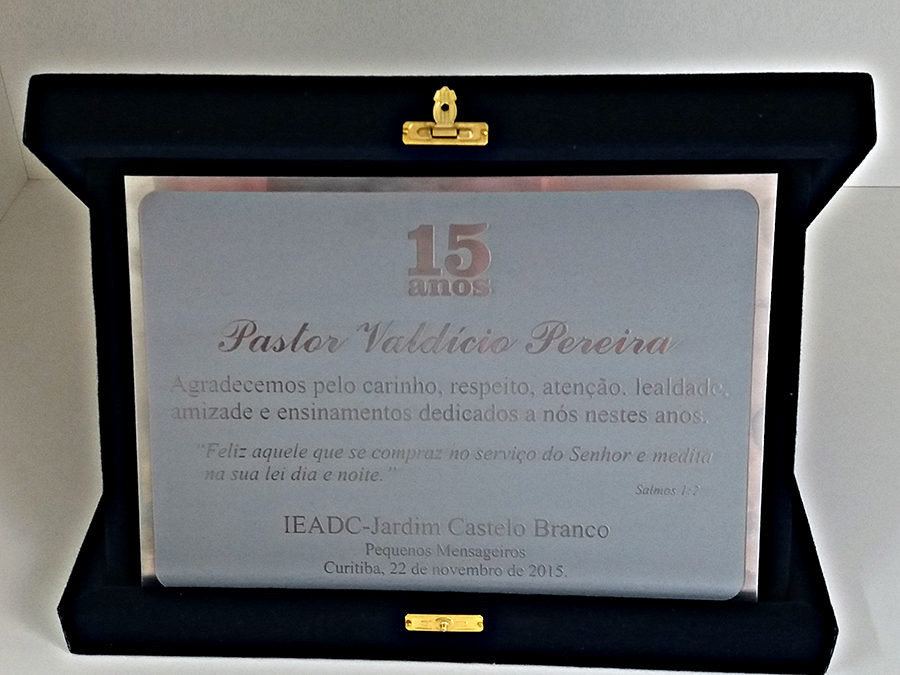 15
anos
Pastor Valdício Pereira
Agradecemos pelo carinho, respeito, atenção, lealdade,
amizade e ensinamentos dedicados a nós nestes anos.
"Feliz aquele que se compraz no serviço do Senhor e medita
na sua lei dia e noite."
Salmos 1:2
IEADC-Jardim Castelo Branco
Pequenos Mensageiros
Curitiba, 22 de novembro de 2015.